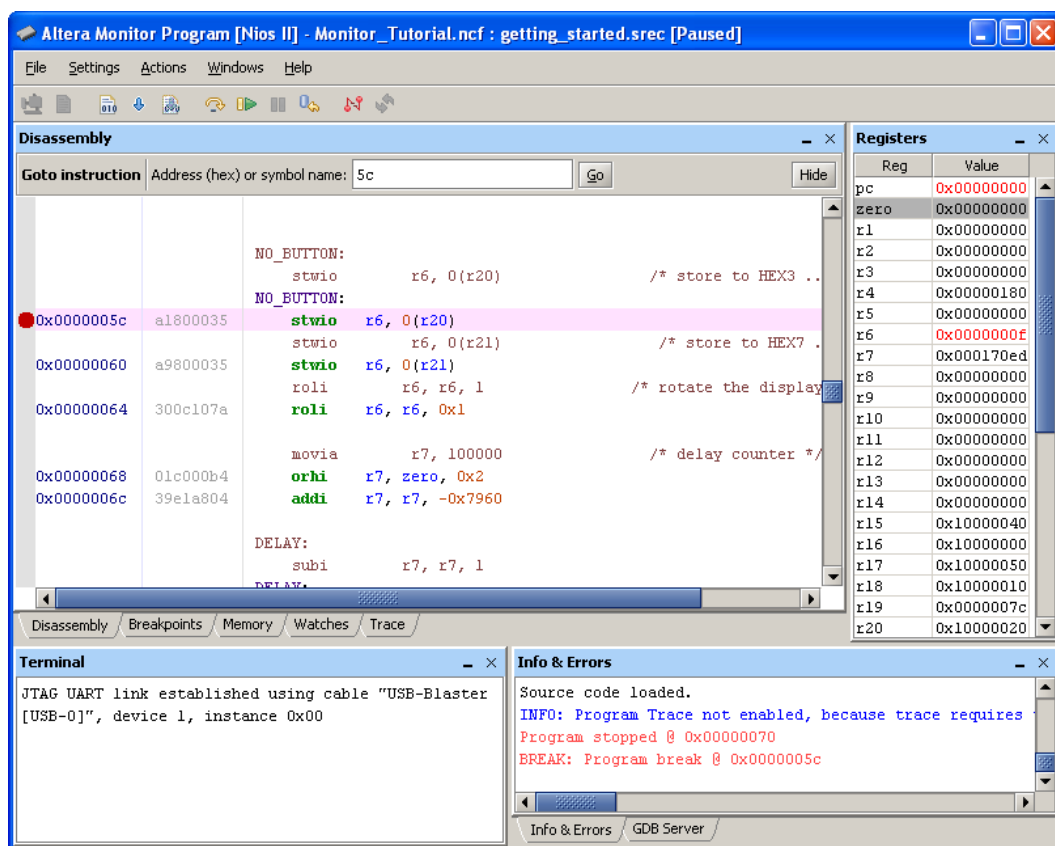 Altera Monitor Program [Nios II] - Monitor_Tutorial.ncf : getting_started.srec [Paused]
File Settings Actions Windows Help
Disassembly
Goto instruction Address (hex) or symbol name: 5c Go Hide
NO_BUTTON:
stwio r6, 0(r20) /* store to HEX3 ..
NO_BUTTON:
0x0000005c a1800035 stwio r6, 0(r20)
stwio r6, 0(r21) /* store to HEX7 .
0x00000060 a9800035 stwio r6, 0(r21)
roli r6, r6, 1 /* rotate the display
0x00000064 300c107a roli r6, r6, 0x1
movia r7, 100000 /* delay counter */
0x00000068 01c000b4 orhi r7, zero, 0x2
0x0000006c 39e1a804 addi r7, r7, -0x7960
DELAY:
subi r7, r7, 1
DELAY:
Disassembly Breakpoints Memory Watches Trace
Registers
Reg Value
pc 0x00000000
zero 0x00000000
r1 0x00000000
r2 0x00000000
r3 0x00000000
r4 0x00000180
r5 0x00000000
r6 0x0000000f
r7 0x000170ed
r8 0x00000000
r9 0x00000000
r10 0x00000000
r11 0x00000000
r12 0x00000000
r13 0x00000000
r14 0x00000000
r15 0x10000040
r16 0x10000000
r17 0x10000050
r18 0x10000010
r19 0x0000007c
r20 0x10000020
Terminal
JTAG UART link established using cable "USB-Blaster
[USB-0]", device 1, instance 0x00
Info & Errors
Source code loaded.
INFO: Program Trace not enabled, because trace requires
Program stopped @ 0x00000070
BREAK: Program break @ 0x0000005c
Info & Errors GDB Server